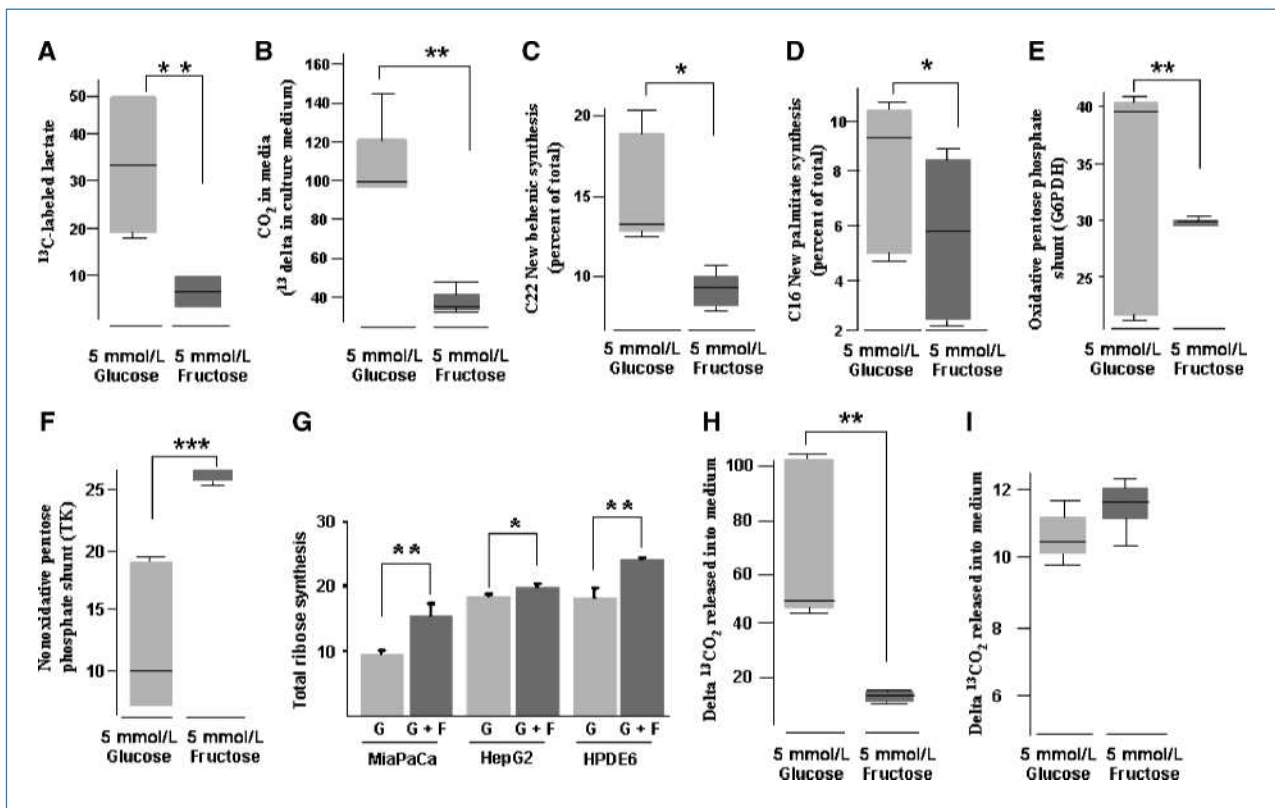 A
**
¹³C-labeled lactate
50
40
30
20
10
5 mmol/L 5 mmol/L
Glucose Fructose
B
**
CO₂ in media
(¹³ delta in culture medium)
160
140
120
100
80
60
40
5 mmol/L 5 mmol/L
Glucose Fructose
C
*
C22 New behenic synthesis
(percent of total)
20
15
10
5 mmol/L 5 mmol/L
Glucose Fructose
D
*
C16 New palmitate synthesis
(percent of total)
10
8
6
4
2
5 mmol/L 5 mmol/L
Glucose Fructose
E
**
Oxidative pentose phosphate
shunt (G6PDH)
40
35
30
25
5 mmol/L 5 mmol/L
Glucose Fructose
F
***
Nonoxidative pentose
phosphate shunt (TK)
25
20
15
10
5 mmol/L 5 mmol/L
Glucose Fructose
G
Total ribose synthesis
30
20
10
**
*
**
G G + F G G + F G G + F
MiaPaCa HepG2 HPDE6
H
**
Delta ¹³CO₂ released into medium
100
80
60
40
20
5 mmol/L 5 mmol/L
Glucose Fructose
I
Delta ¹³CO₂ released into medium
12
10
8
6
5 mmol/L 5 mmol/L
Glucose Fructose